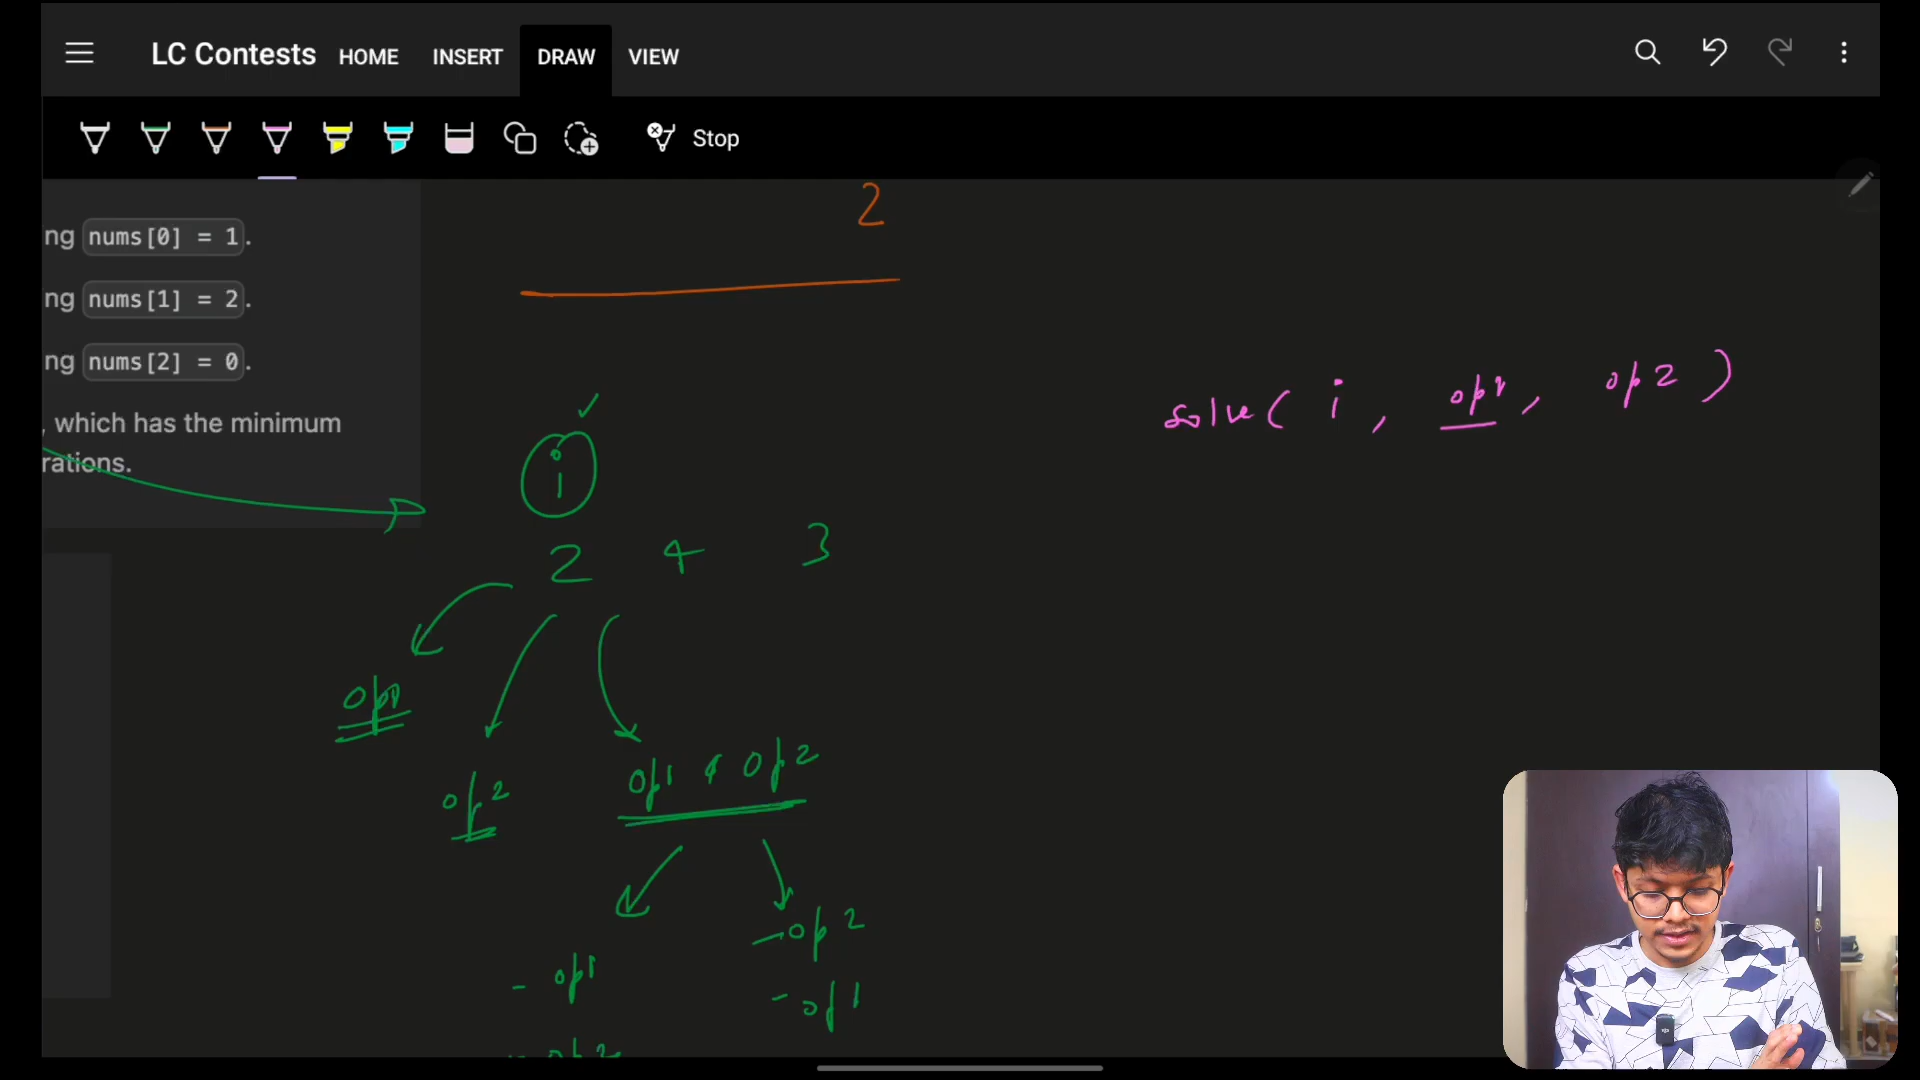 LC Contests HOME INSERT DRAW VIEW
Stop
2
ng nums[0] = 1.
ng nums[1] = 2.
ng nums[2] = 0.
, which has the minimum
rations.
solve( i , op1, op2 )
i
2 4 3
op1
op2
op1 & op2
- op1
- op2
- op2
- op1